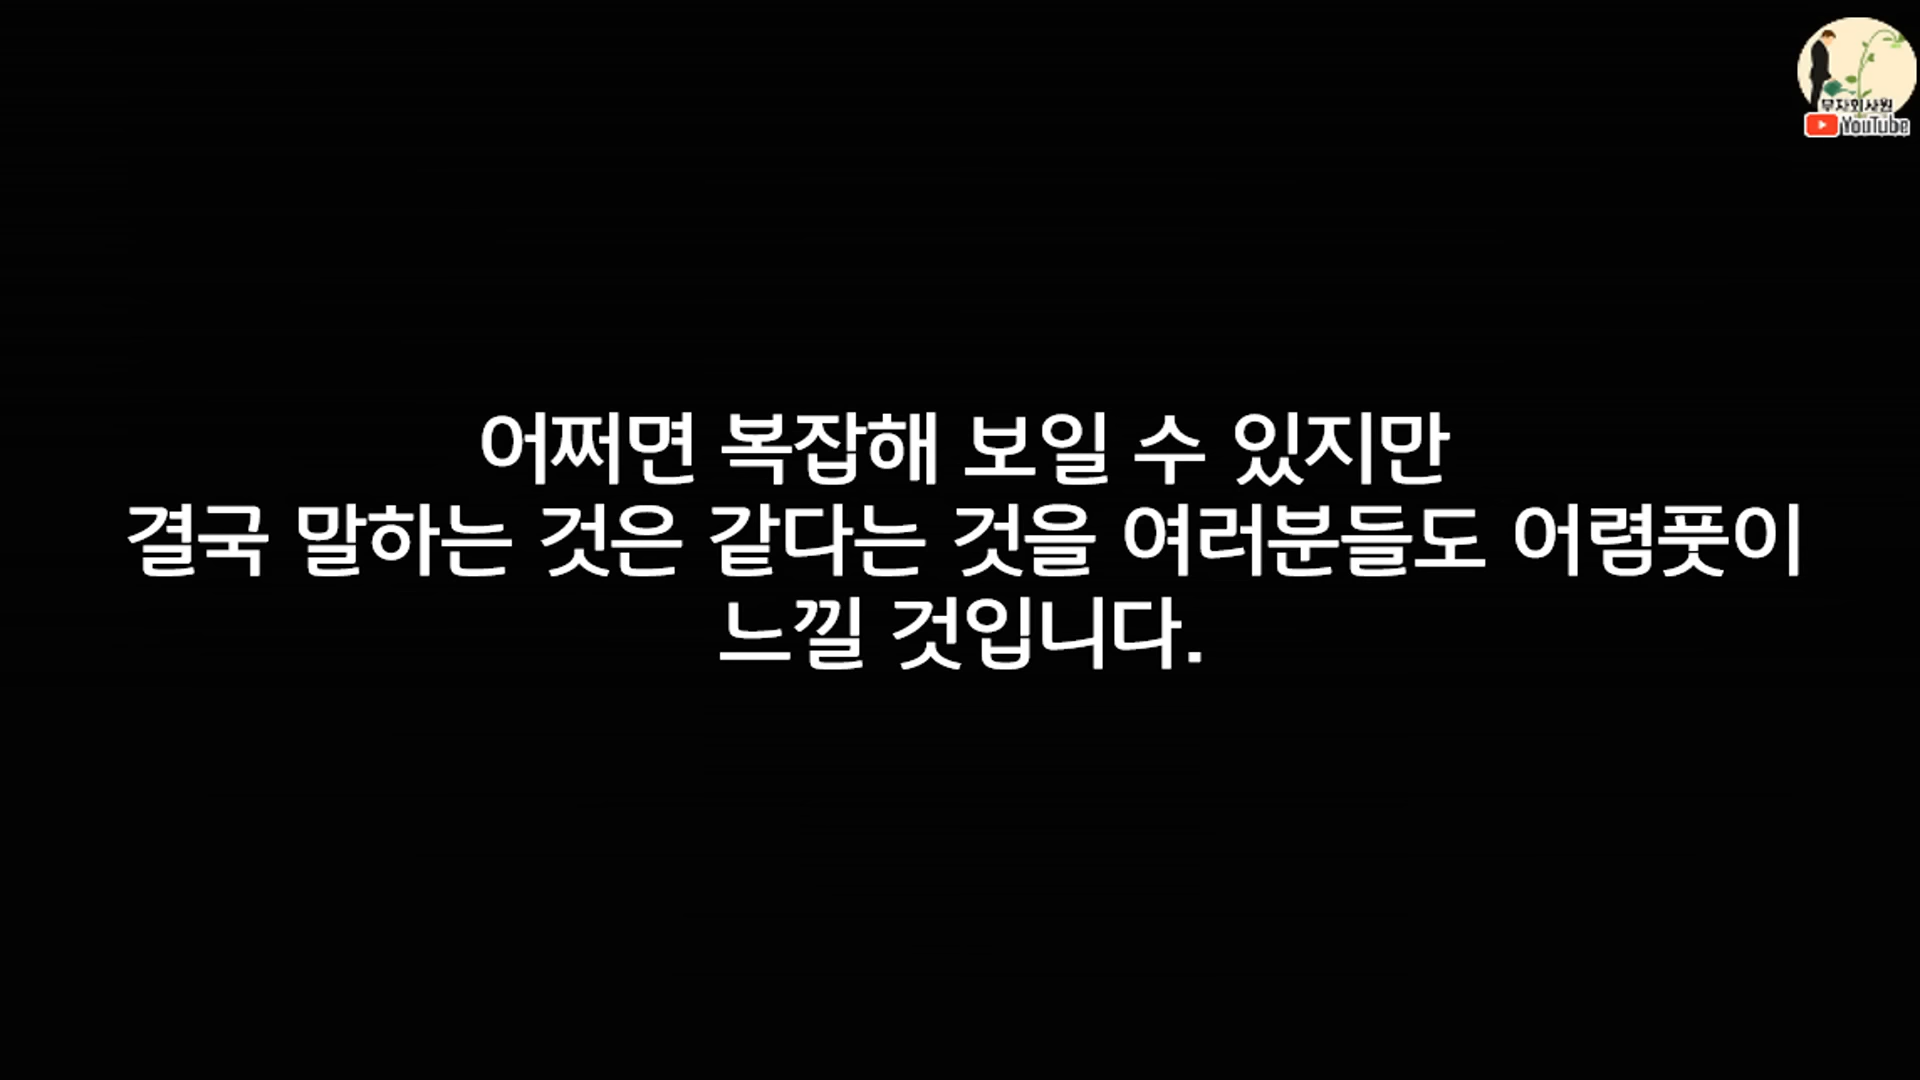 부자회사원
YouTube
어쩌면 복잡해 보일 수 있지만
결국 말하는 것은 같다는 것을 여러분들도 어렴풋이
느낄 것입니다.